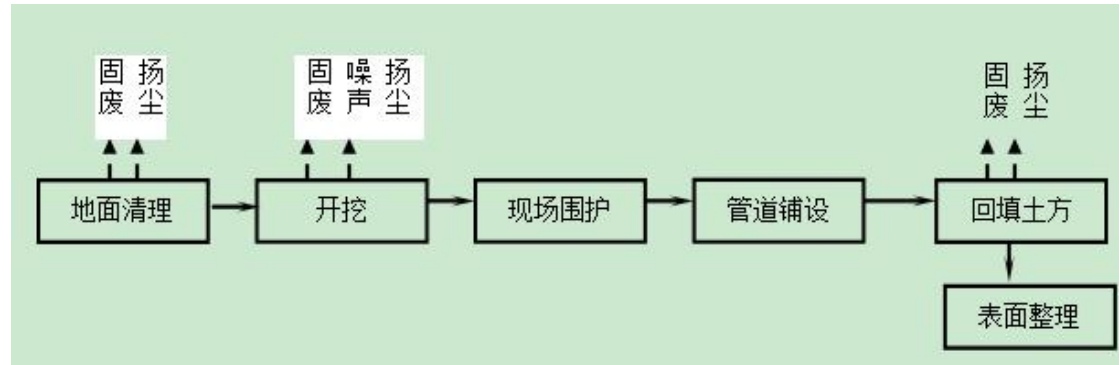 固废 扬尘
固废 噪声 扬尘
固废 扬尘
地面清理
开挖
现场围护
管道铺设
回填土方
表面整理